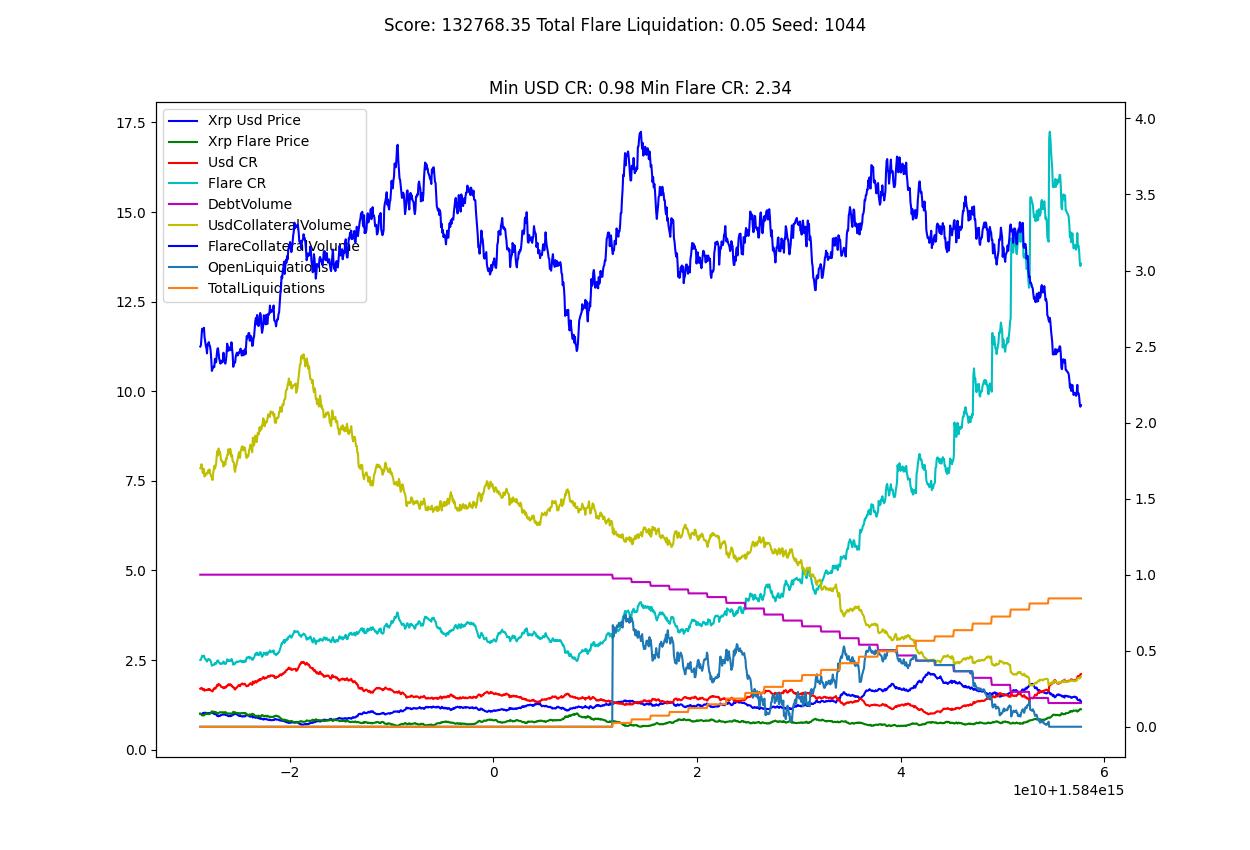 Score: 132768.35 Total Flare Liquidation: 0.05 Seed: 1044
Min USD CR: 0.98 Min Flare CR: 2.34
Xrp Usd Price
Xrp Flare Price
Usd CR
Flare CR
DebtVolume
UsdCollateralVolume
FlareCollateralVolume
OpenLiquidations
TotalLiquidations
17.5
15.0
12.5
10.0
7.5
5.0
2.5
0.0
4.0
3.5
3.0
2.5
2.0
1.5
1.0
0.5
0.0
−2
0
2
4
6
1e10+1.584e15